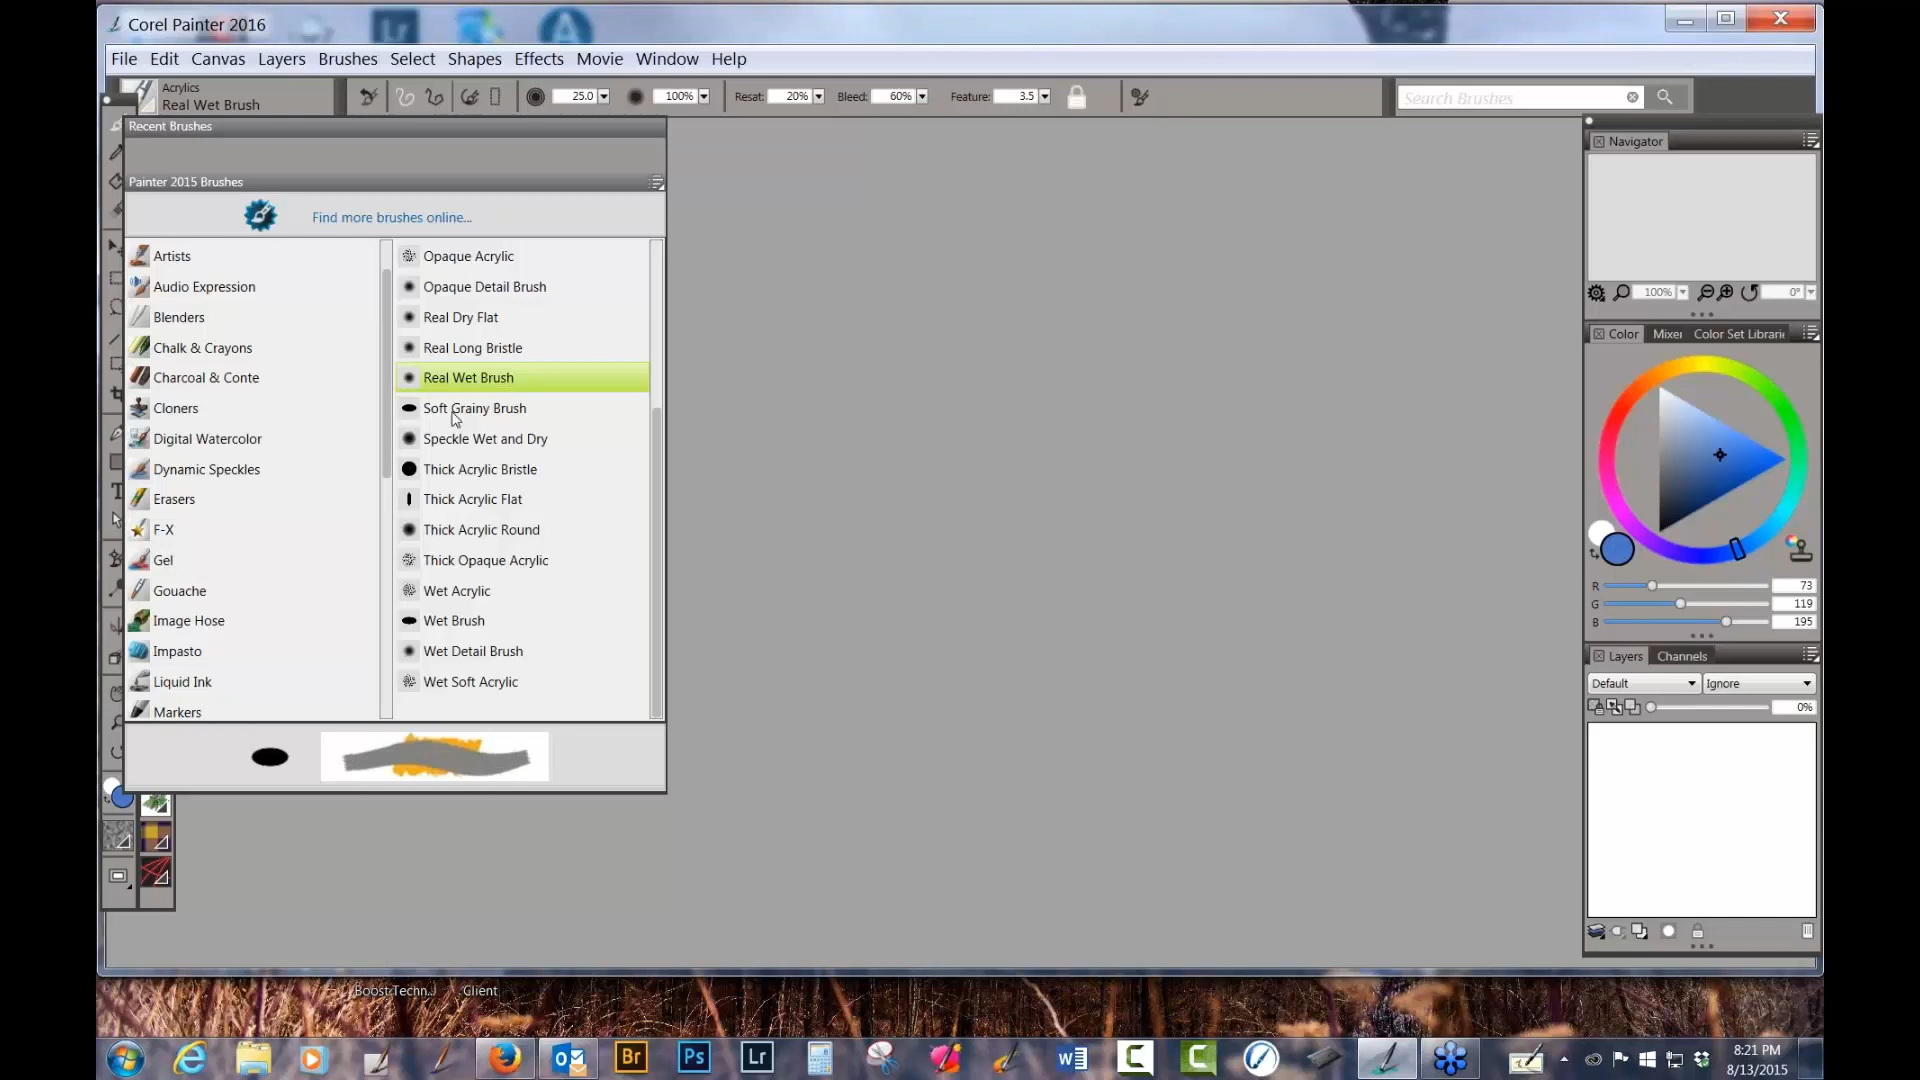 Corel Painter 2016
File Edit Canvas Layers Brushes Select Shapes Effects Movie Window Help
Acrylics
Real Wet Brush
25.0 100% Resat: 20% Bleed: 60% Feature: 3.5
Search Brushes
Recent Brushes
Painter 2015 Brushes
Find more brushes online...
Artists
Audio Expression
Blenders
Chalk & Crayons
Charcoal & Conte
Cloners
Digital Watercolor
Dynamic Speckles
Erasers
F-X
Gel
Gouache
Image Hose
Impasto
Liquid Ink
Markers
Opaque Acrylic
Opaque Detail Brush
Real Dry Flat
Real Long Bristle
Real Wet Brush
Soft Grainy Brush
Speckle Wet and Dry
Thick Acrylic Bristle
Thick Acrylic Flat
Thick Acrylic Round
Thick Opaque Acrylic
Wet Acrylic
Wet Brush
Wet Detail Brush
Wet Soft Acrylic
Navigator
100% 0°
Color Mixer Color Set Librari
R 73
G 119
B 195
Layers Channels
Default Ignore
0%
Boost Techn... Client
Br Ps Lr
8:21 PM
8/13/2015